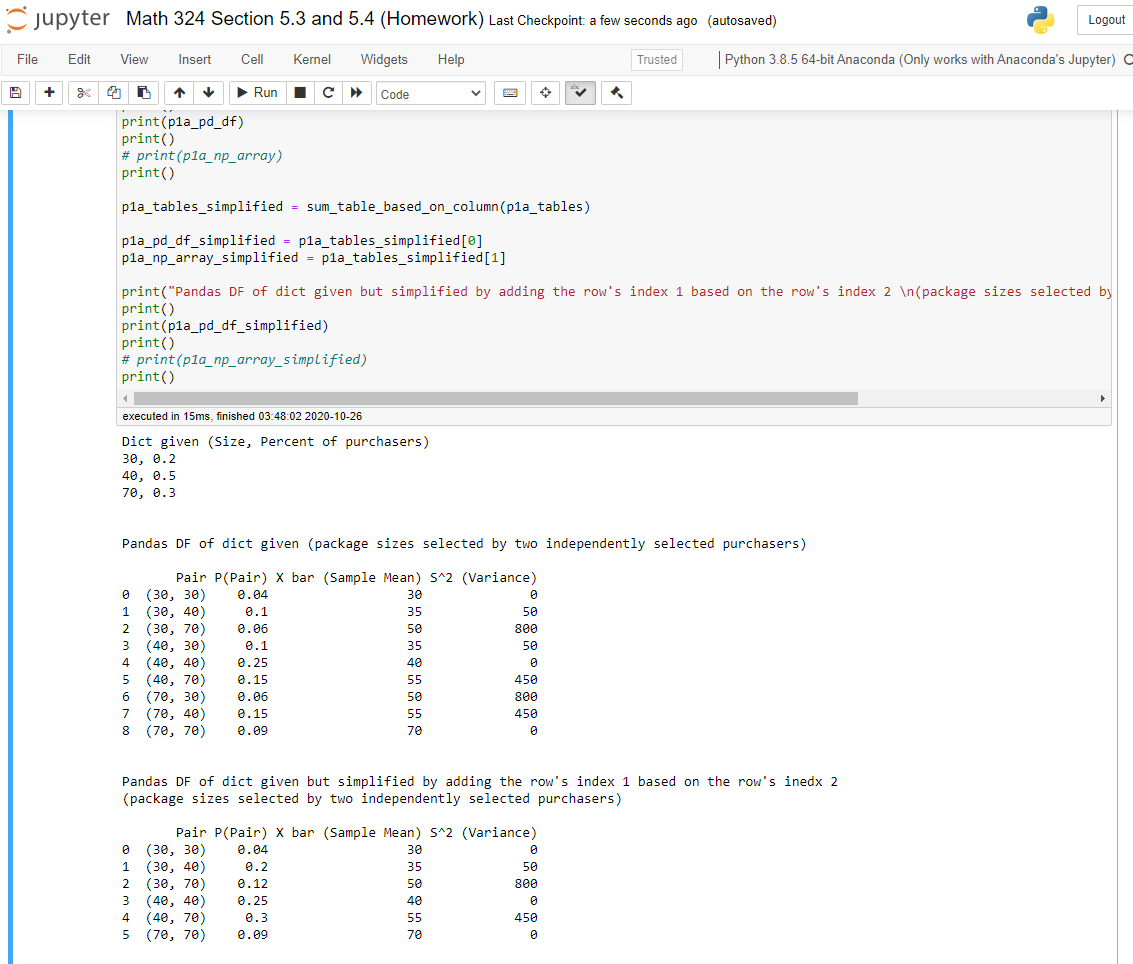 jupyter Math 324 Section 5.3 and 5.4 (Homework) Last Checkpoint: a few seconds ago (autosaved)
Logout
File Edit View Insert Cell Kernel Widgets Help Trusted Python 3.8.5 64-bit Anaconda (Only works with Anaconda's Jupyter)
Run Code
print(p1a_pd_df)
print()
# print(p1a_np_array)
print()
p1a_tables_simplified = sum_table_based_on_column(p1a_tables)
p1a_pd_df_simplified = p1a_tables_simplified[0]
p1a_np_array_simplified = p1a_tables_simplified[1]
print("Pandas DF of dict given but simplified by adding the row's index 1 based on the row's index 2 \n(package sizes selected by
print()
print(p1a_pd_df_simplified)
print()
# print(p1a_np_array_simplified)
print()
executed in 15ms, finished 03:48:02 2020-10-26
Dict given (Size, Percent of purchasers)
30, 0.2
40, 0.5
70, 0.3
Pandas DF of dict given (package sizes selected by two independently selected purchasers)
Pair P(Pair) X bar (Sample Mean) S^2 (Variance)
0 (30, 30) 0.04 30 0
1 (30, 40) 0.1 35 50
2 (30, 70) 0.06 50 800
3 (40, 30) 0.1 35 50
4 (40, 40) 0.25 40 0
5 (40, 70) 0.15 55 450
6 (70, 30) 0.06 50 800
7 (70, 40) 0.15 55 450
8 (70, 70) 0.09 70 0
Pandas DF of dict given but simplified by adding the row's index 1 based on the row's inedx 2
(package sizes selected by two independently selected purchasers)
Pair P(Pair) X bar (Sample Mean) S^2 (Variance)
0 (30, 30) 0.04 30 0
1 (30, 40) 0.2 35 50
2 (30, 70) 0.12 50 800
3 (40, 40) 0.25 40 0
4 (40, 70) 0.3 55 450
5 (70, 70) 0.09 70 0